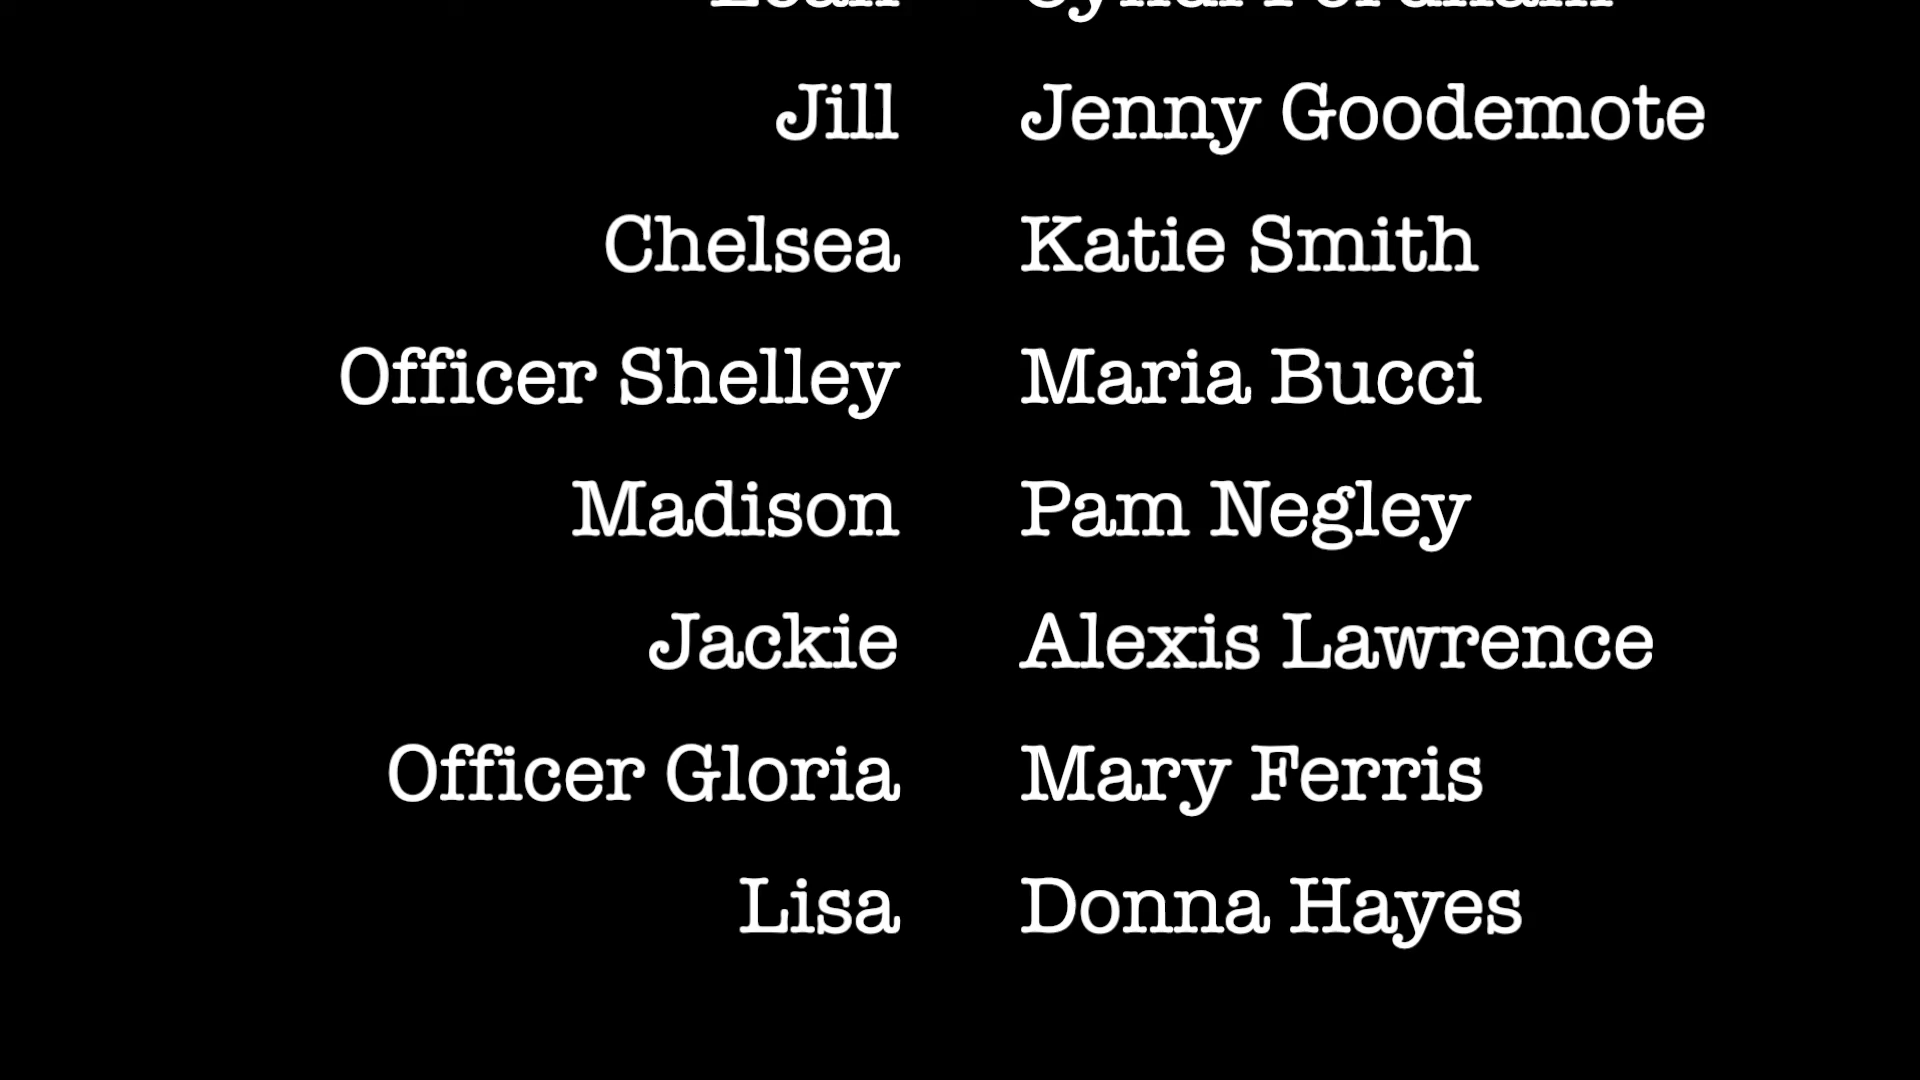 Jill Jenny Goodemote
Chelsea Katie Smith
Officer Shelley Maria Bucci
Madison Pam Negley
Jackie Alexis Lawrence
Officer Gloria Mary Ferris
Lisa Donna Hayes